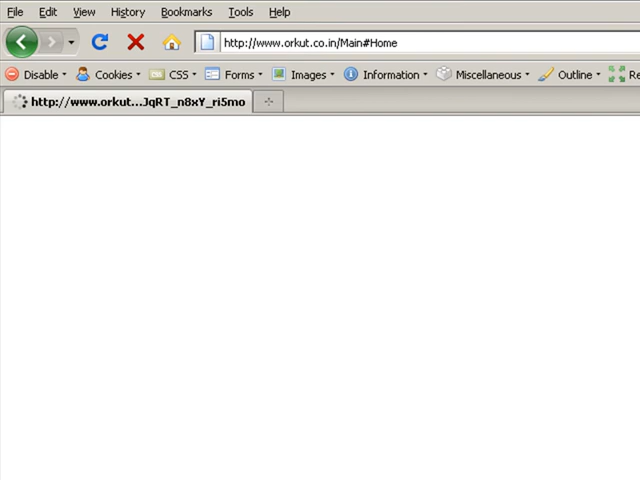 File Edit View History Bookmarks Tools Help
http://www.orkut.co.in/Main#Home
Disable Cookies CSS Forms Images Information Miscellaneous Outline Re
http://www.orkut...JqRT_n8xY_ri5mo